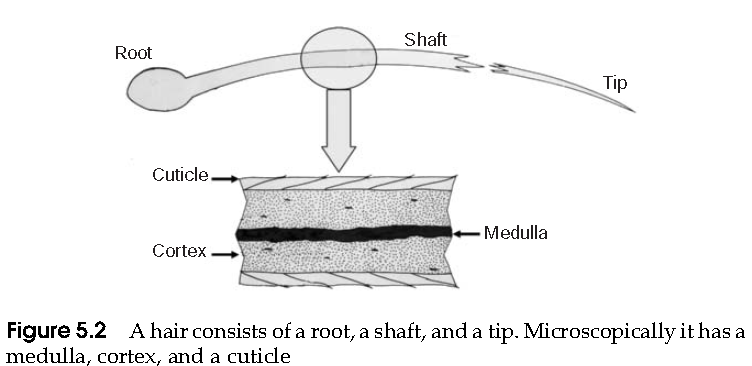 Root
Shaft
Tip
Cuticle
Medulla
Cortex
Figure 5.2 A hair consists of a root, a shaft, and a tip. Microscopically it has a
medulla, cortex, and a cuticle